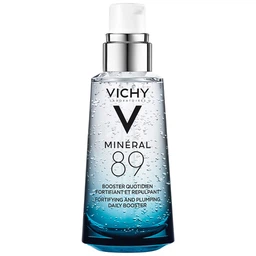 VICHY
LABORATOIRES
V
MINÉRAL
89
BOOSTER QUOTIDIEN
FORTIFIANT ET REPULPANT*
FORTIFYING AND PLUMPING
DAILY BOOSTER